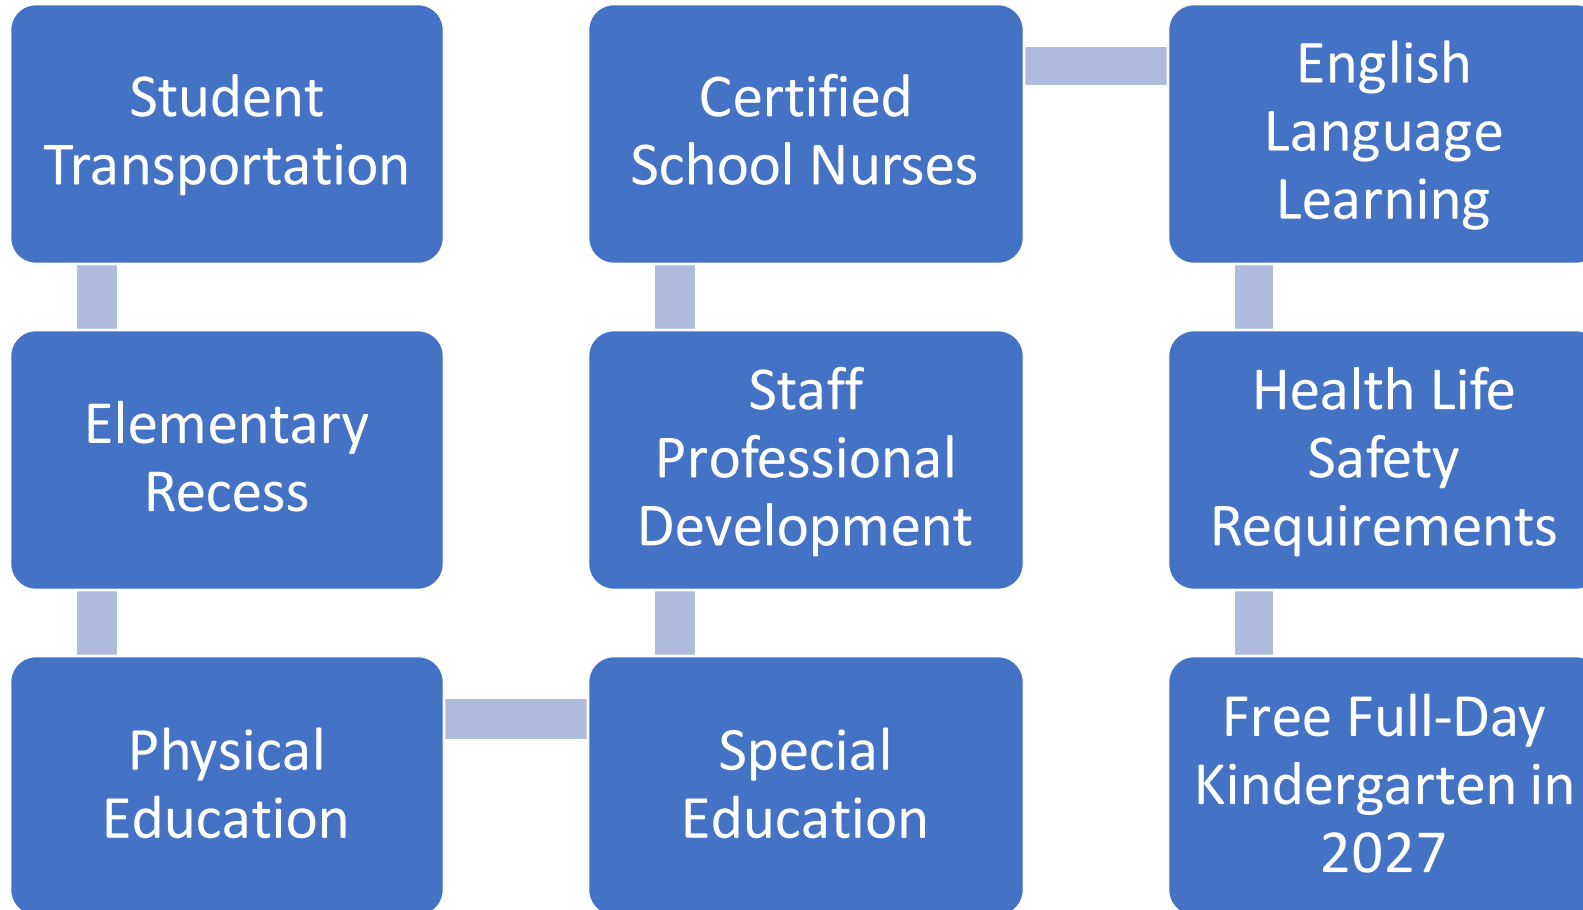 Student
Transportation
Elementary
Recess
Physical
Education
Special
Education
Staff
Professional
Development
Certified
School Nurses
English
Language
Learning
Health Life
Safety
Requirements
Free Full-Day
Kindergarten in
2027